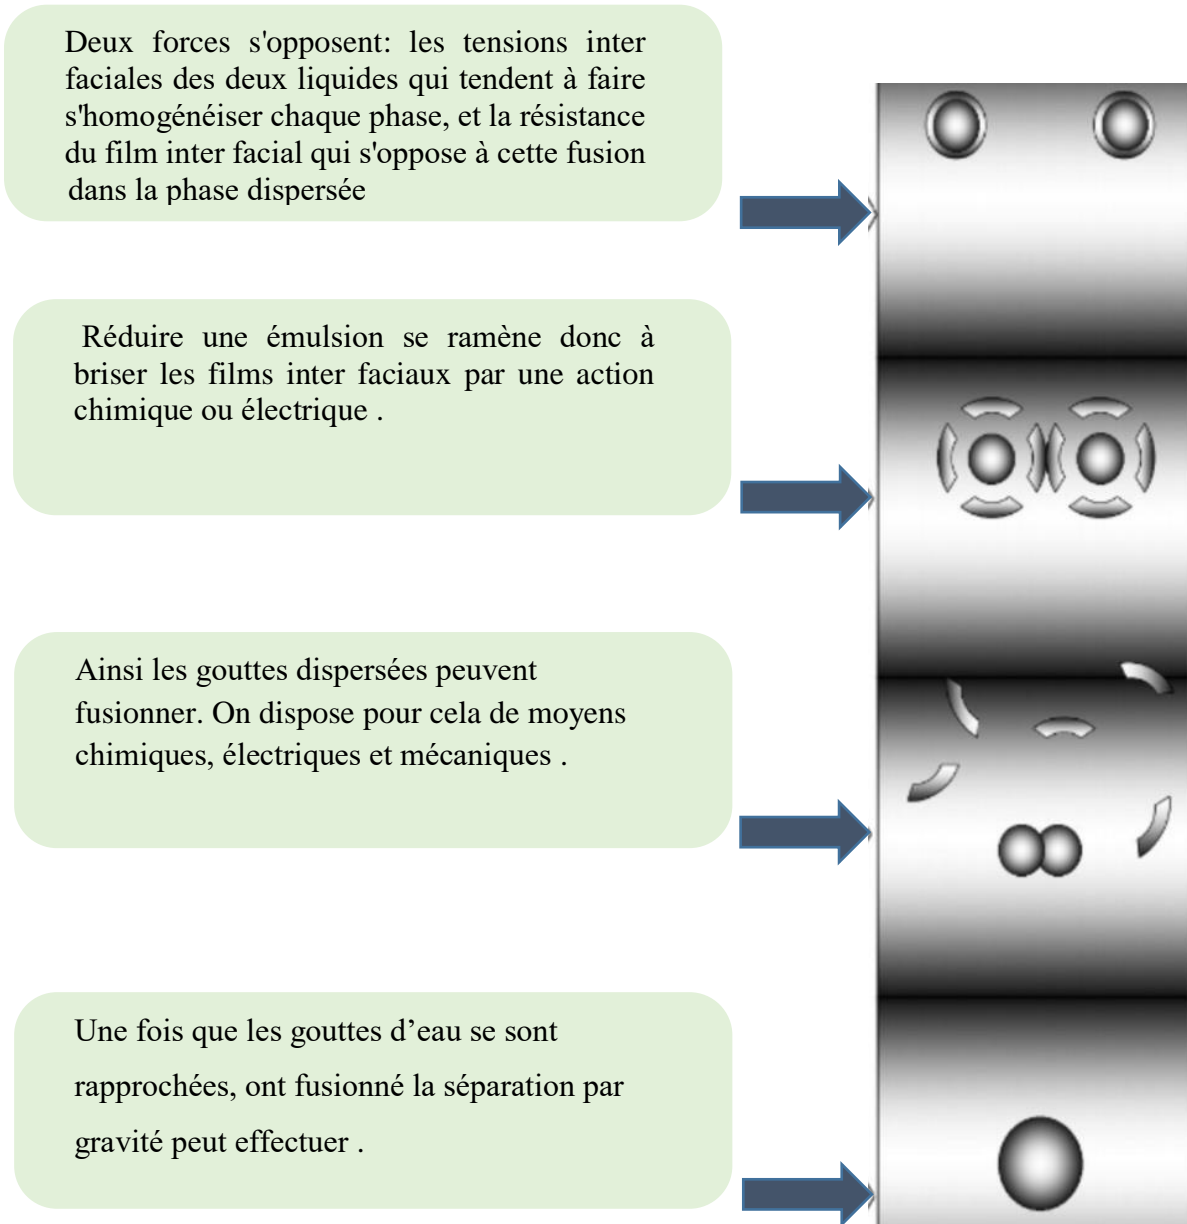 Deux forces s'opposent: les tensions inter
faciales des deux liquides qui tendent à faire
s'homogénéiser chaque phase, et la résistance
du film inter facial qui s'oppose à cette fusion
dans la phase dispersée
Réduire une émulsion se ramène donc à
briser les films inter faciaux par une action
chimique ou électrique .
Ainsi les gouttes dispersées peuvent
fusionner. On dispose pour cela de moyens
chimiques, électriques et mécaniques .
Une fois que les gouttes d’eau se sont
rapprochées, ont fusionné la séparation par
gravité peut effectuer .